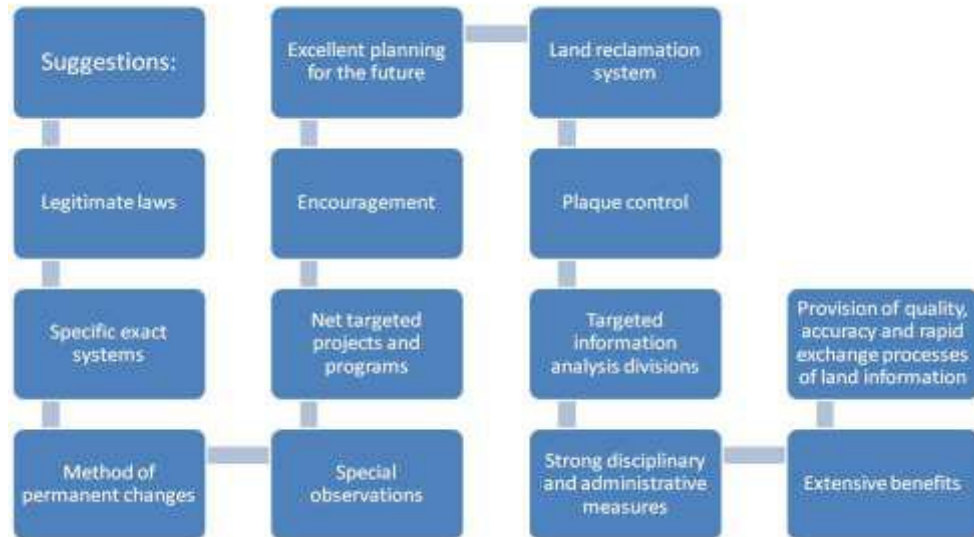 Suggestions:
Legitimate laws
Specific exact
systems
Method of
permanent changes
Special
observations
Net targeted
projects and
programs
Encouragement
Excellent planning
for the future
Land reclamation
system
Plaque control
Targeted
information
analysis divisions
Strong disciplinary
and administrative
measures
Extensive benefits
Provision of quality,
accuracy and rapid
exchange processes
of land information